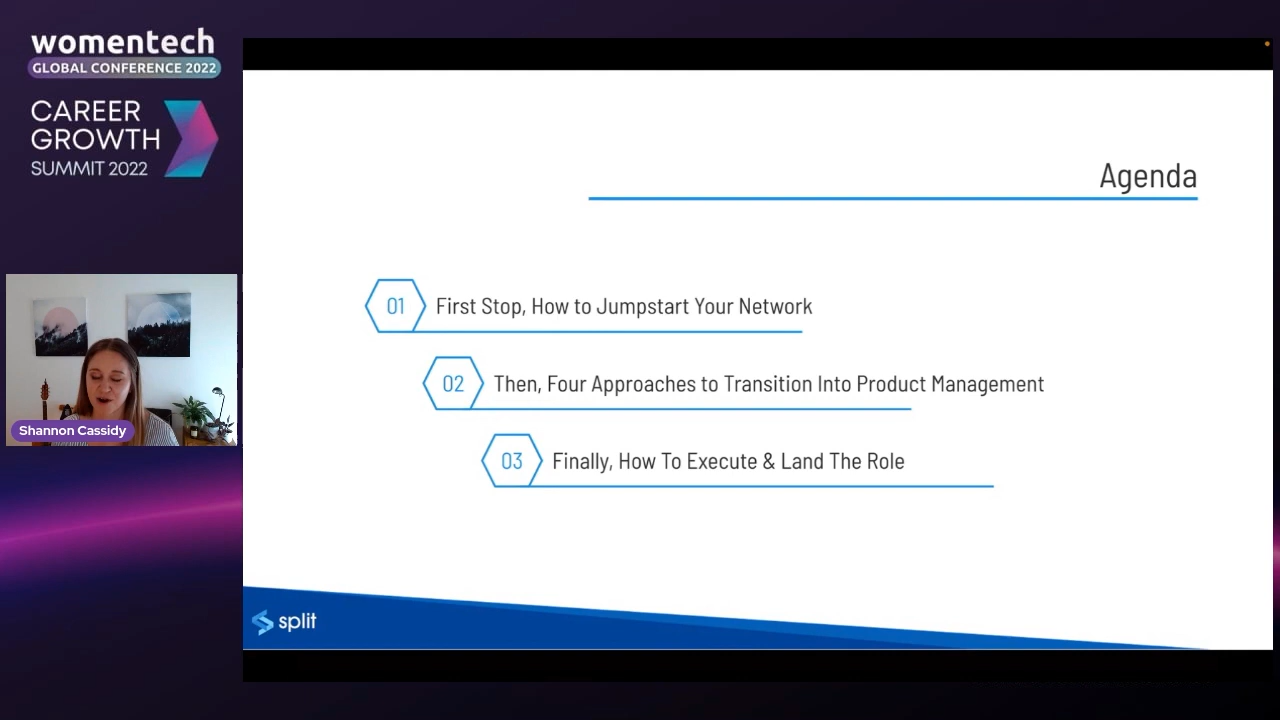 womentech
GLOBAL CONFERENCE 2022
CAREER
GROWTH
SUMMIT 2022
Shannon Cassidy
Agenda
01 First Stop, How to Jumpstart Your Network
02 Then, Four Approaches to Transition Into Product Management
03 Finally, How To Execute & Land The Role
split